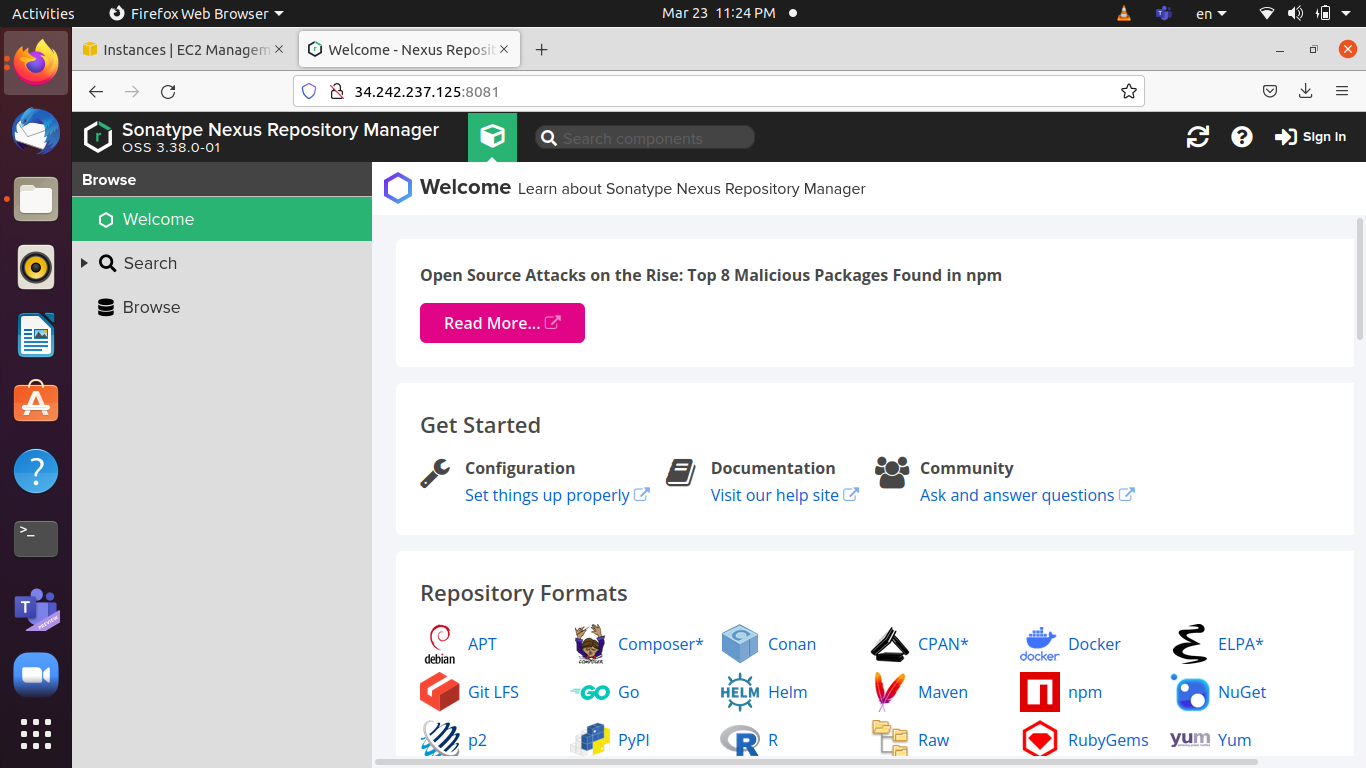 Activities
Firefox Web Browser
Mar 23 11:24 PM
en
Instances | EC2 Managem
Welcome - Nexus Reposit
34.242.237.125:8081
Sonatype Nexus Repository Manager
OSS 3.38.0-01
Search components
Sign in
Browse
Welcome
Search
Browse
Welcome Learn about Sonatype Nexus Repository Manager
Open Source Attacks on the Rise: Top 8 Malicious Packages Found in npm
Read More...
Get Started
Configuration
Set things up properly
Documentation
Visit our help site
Community
Ask and answer questions
Repository Formats
debian APT
COMPOSER Composer*
Conan
CPAN*
docker Docker
ELPA*
Git LFS
GO Go
HELM Helm
Maven
npm
NuGet
p2
PyPI
R R
Raw
RubyGems
yum Yum